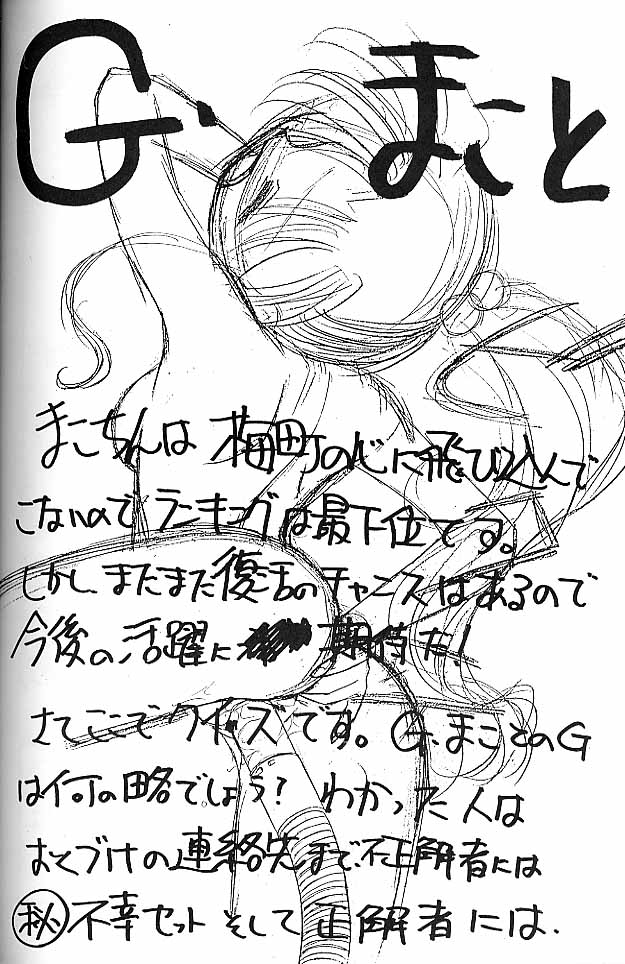 G・まこと
まこちんは 梅町の心に飛び込んで
こないので ランキングは最下位です。
しかし、まだまだ復活のチャンスはあるので
今後の活躍に 期待だ！
さてここでクイズです。G.まことのG
は何の略でしょう？ わかった人は
おくづけの連絡先まで。不正解者には
㊙不幸セット そして正解者には.